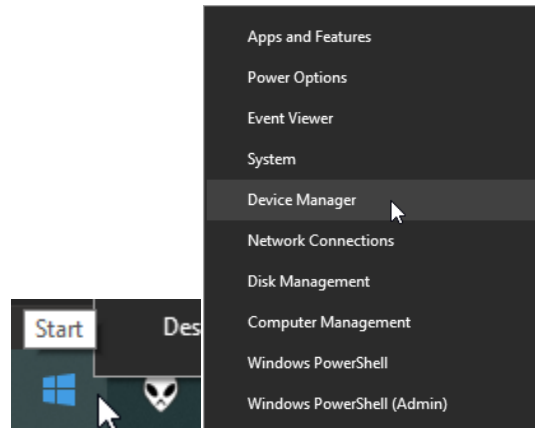 Apps and Features
Power Options
Event Viewer
System
Device Manager
Network Connections
Disk Management
Computer Management
Windows PowerShell
Windows PowerShell (Admin)
Start
Des